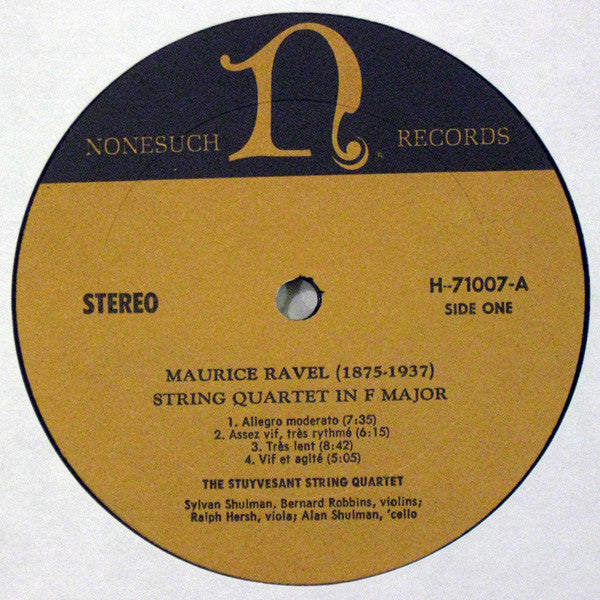 n
NONESUCH RECORDS
STEREO
H-71007-A
SIDE ONE
MAURICE RAVEL (1875-1937)
STRING QUARTET IN F MAJOR
1. Allegro moderato (7:35)
2. Assez vif, très rythmé (6:15)
3. Très lent (8:42)
4. Vif et agité (5:05)
THE STUYVESANT STRING QUARTET
Sylvan Shulman, Bernard Robbins, violins;
Ralph Hersh, viola; Alan Shulman, 'cello